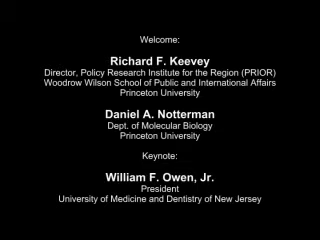 Welcome:
Richard F. Keevey
Director, Policy Research Institute for the Region (PRIOR)
Woodrow Wilson School of Public and International Affairs
Princeton University
Daniel A. Notterman
Dept. of Molecular Biology
Princeton University
Keynote:
William F. Owen, Jr.
President
University of Medicine and Dentistry of New Jersey